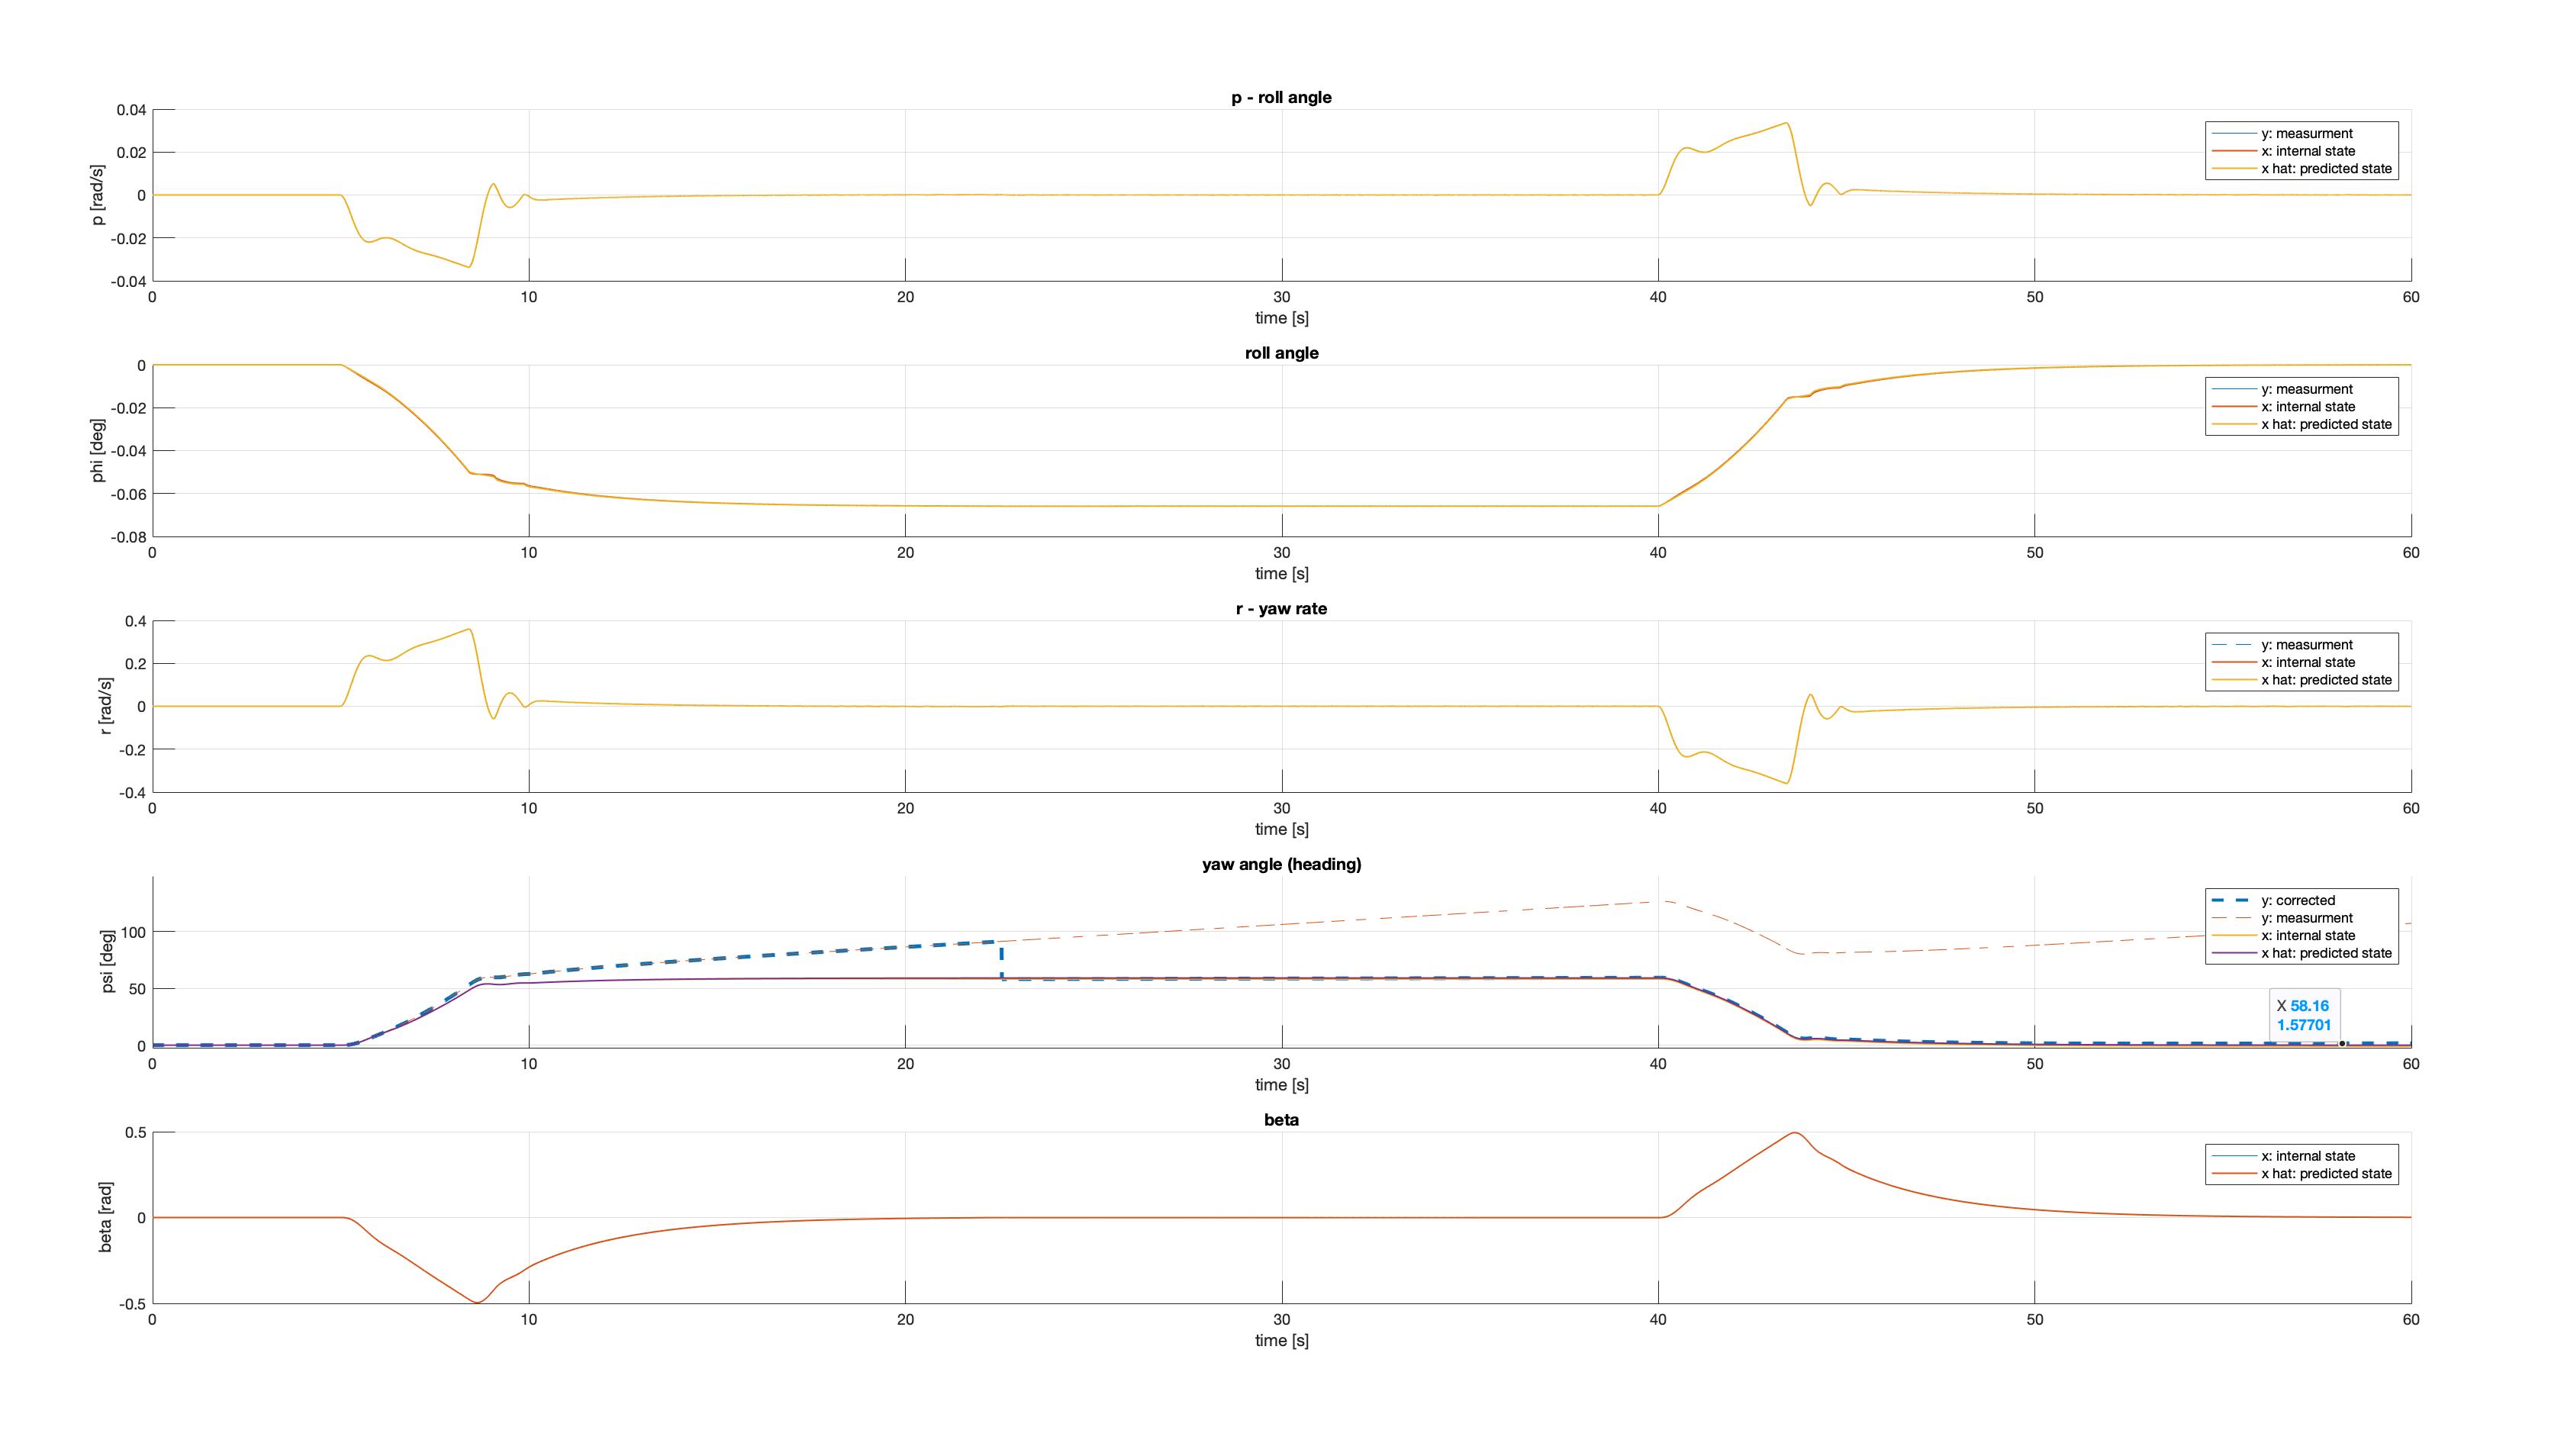 p - roll angle
0.04
0.02
0
-0.02
-0.04
p [rad/s]
0 10 20 30 40 50 60
time [s]
y: measurment
x: internal state
x hat: predicted state
roll angle
0
-0.02
-0.04
-0.06
-0.08
phi [deg]
0 10 20 30 40 50 60
time [s]
y: measurment
x: internal state
x hat: predicted state
r - yaw rate
0.4
0.2
0
-0.2
-0.4
r [rad/s]
0 10 20 30 40 50 60
time [s]
y: measurment
x: internal state
x hat: predicted state
yaw angle (heading)
100
50
0
psi [deg]
0 10 20 30 40 50 60
time [s]
y: corrected
y: measurment
x: internal state
x hat: predicted state
X 58.16
1.57701
beta
0.5
0
-0.5
beta [rad]
0 10 20 30 40 50 60
time [s]
x: internal state
x hat: predicted state